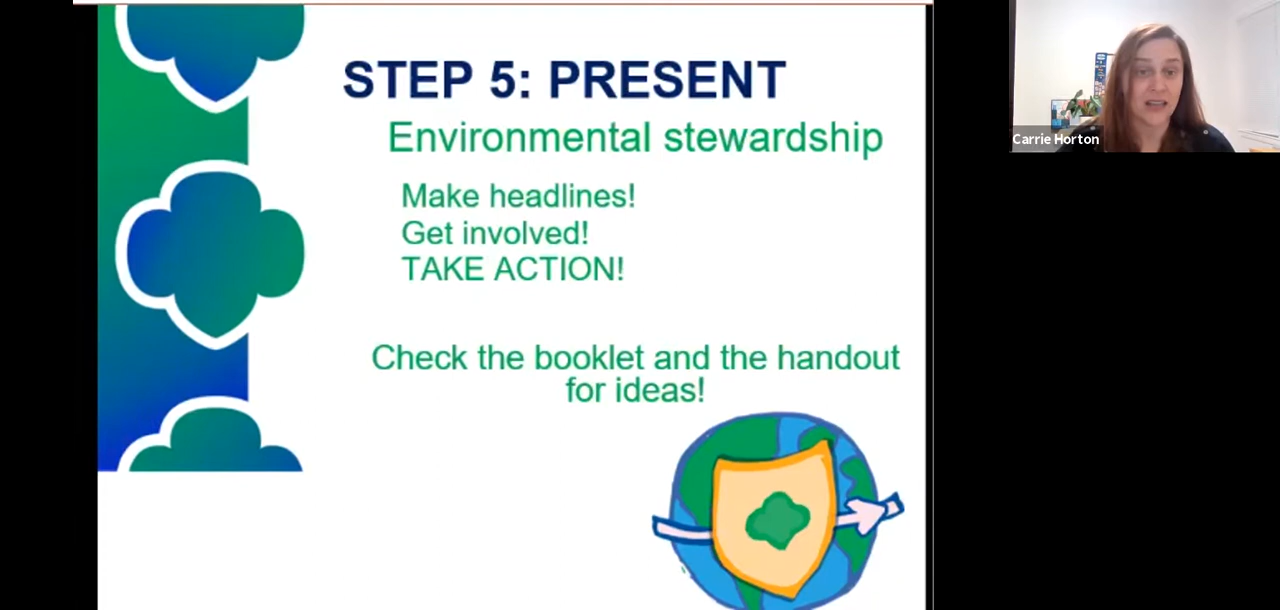 STEP 5: PRESENT
Environmental stewardship
Make headlines!
Get involved!
TAKE ACTION!
Check the booklet and the handout
for ideas!
Carrie Horton